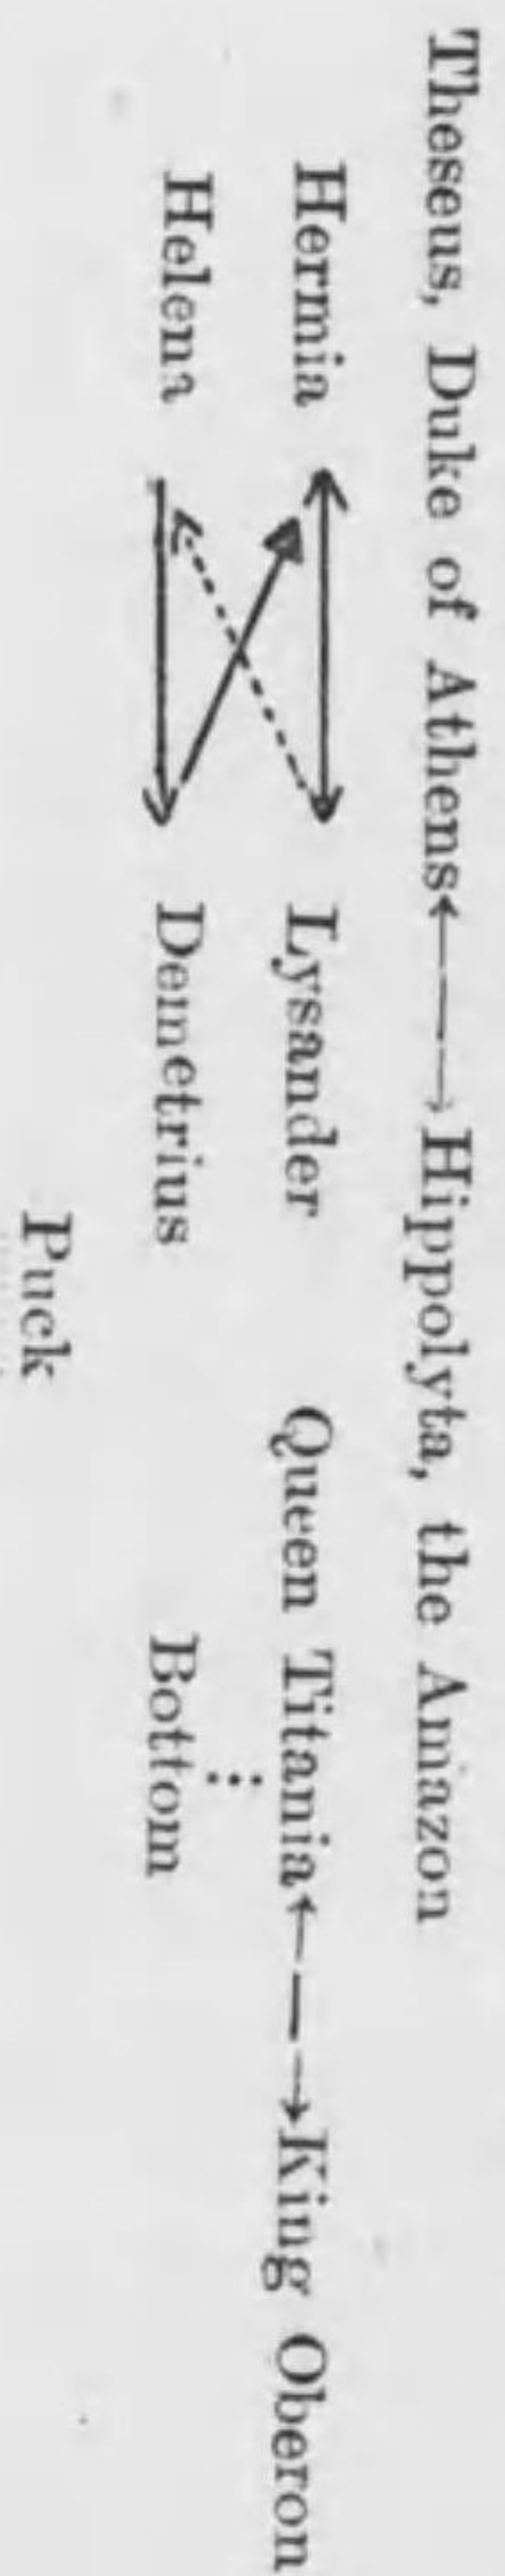 Theseus, Duke of Athens←——→Hippolyta, the Amazon
Hermia Lysander Queen Titania←——→King Oberon
Helena Demetrius Bottom
Puck